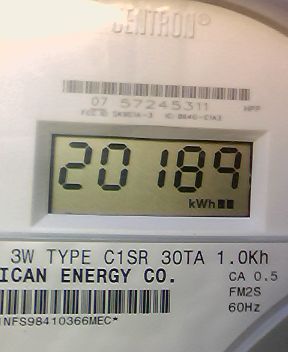 CENTRON®
07 57245311
20189
kWh
3W TYPE C1SR 30TA 1.0Kh
ICAN ENERGY CO.
CA 0.5
FM2S
60Hz
INFS98410366MEC*